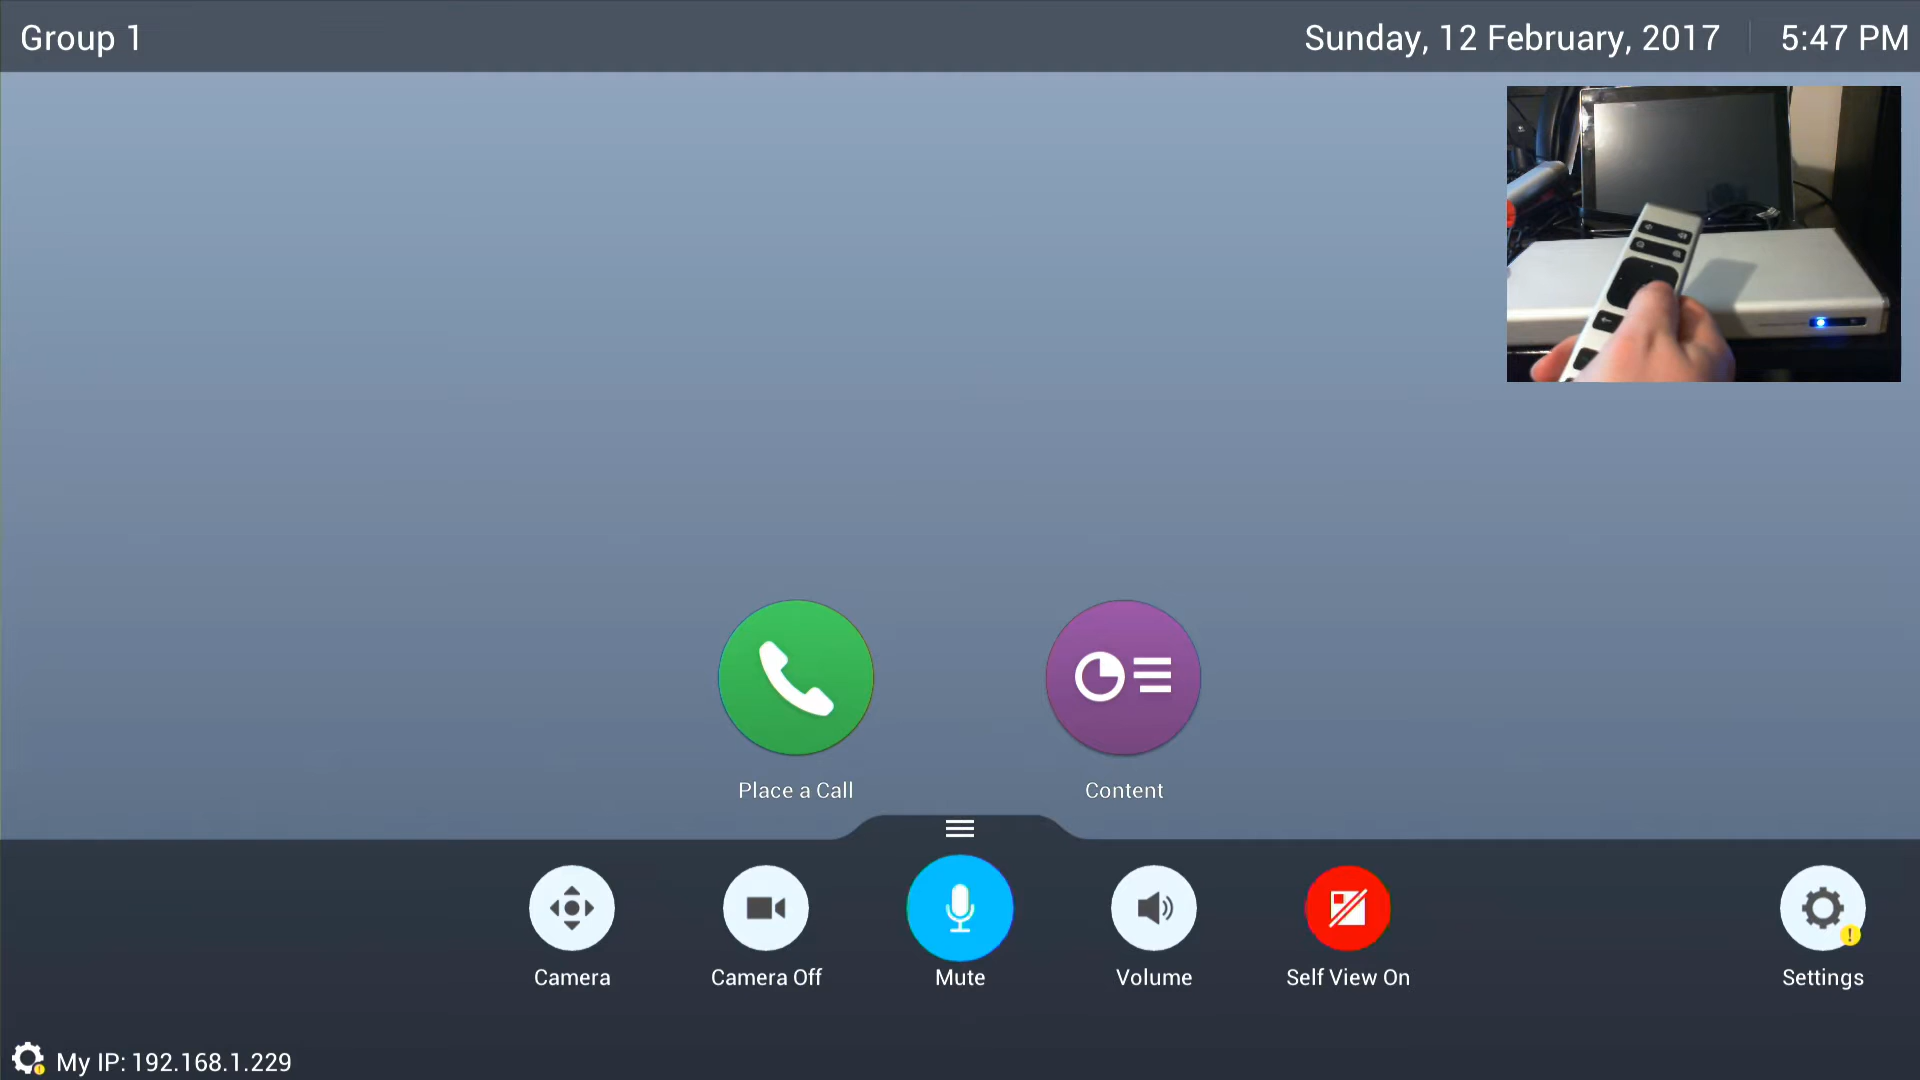 Group 1
Sunday, 12 February, 2017
5:47 PM
Place a Call
Content
Camera
Camera Off
Mute
Volume
Self View On
Settings
My IP: 192.168.1.229